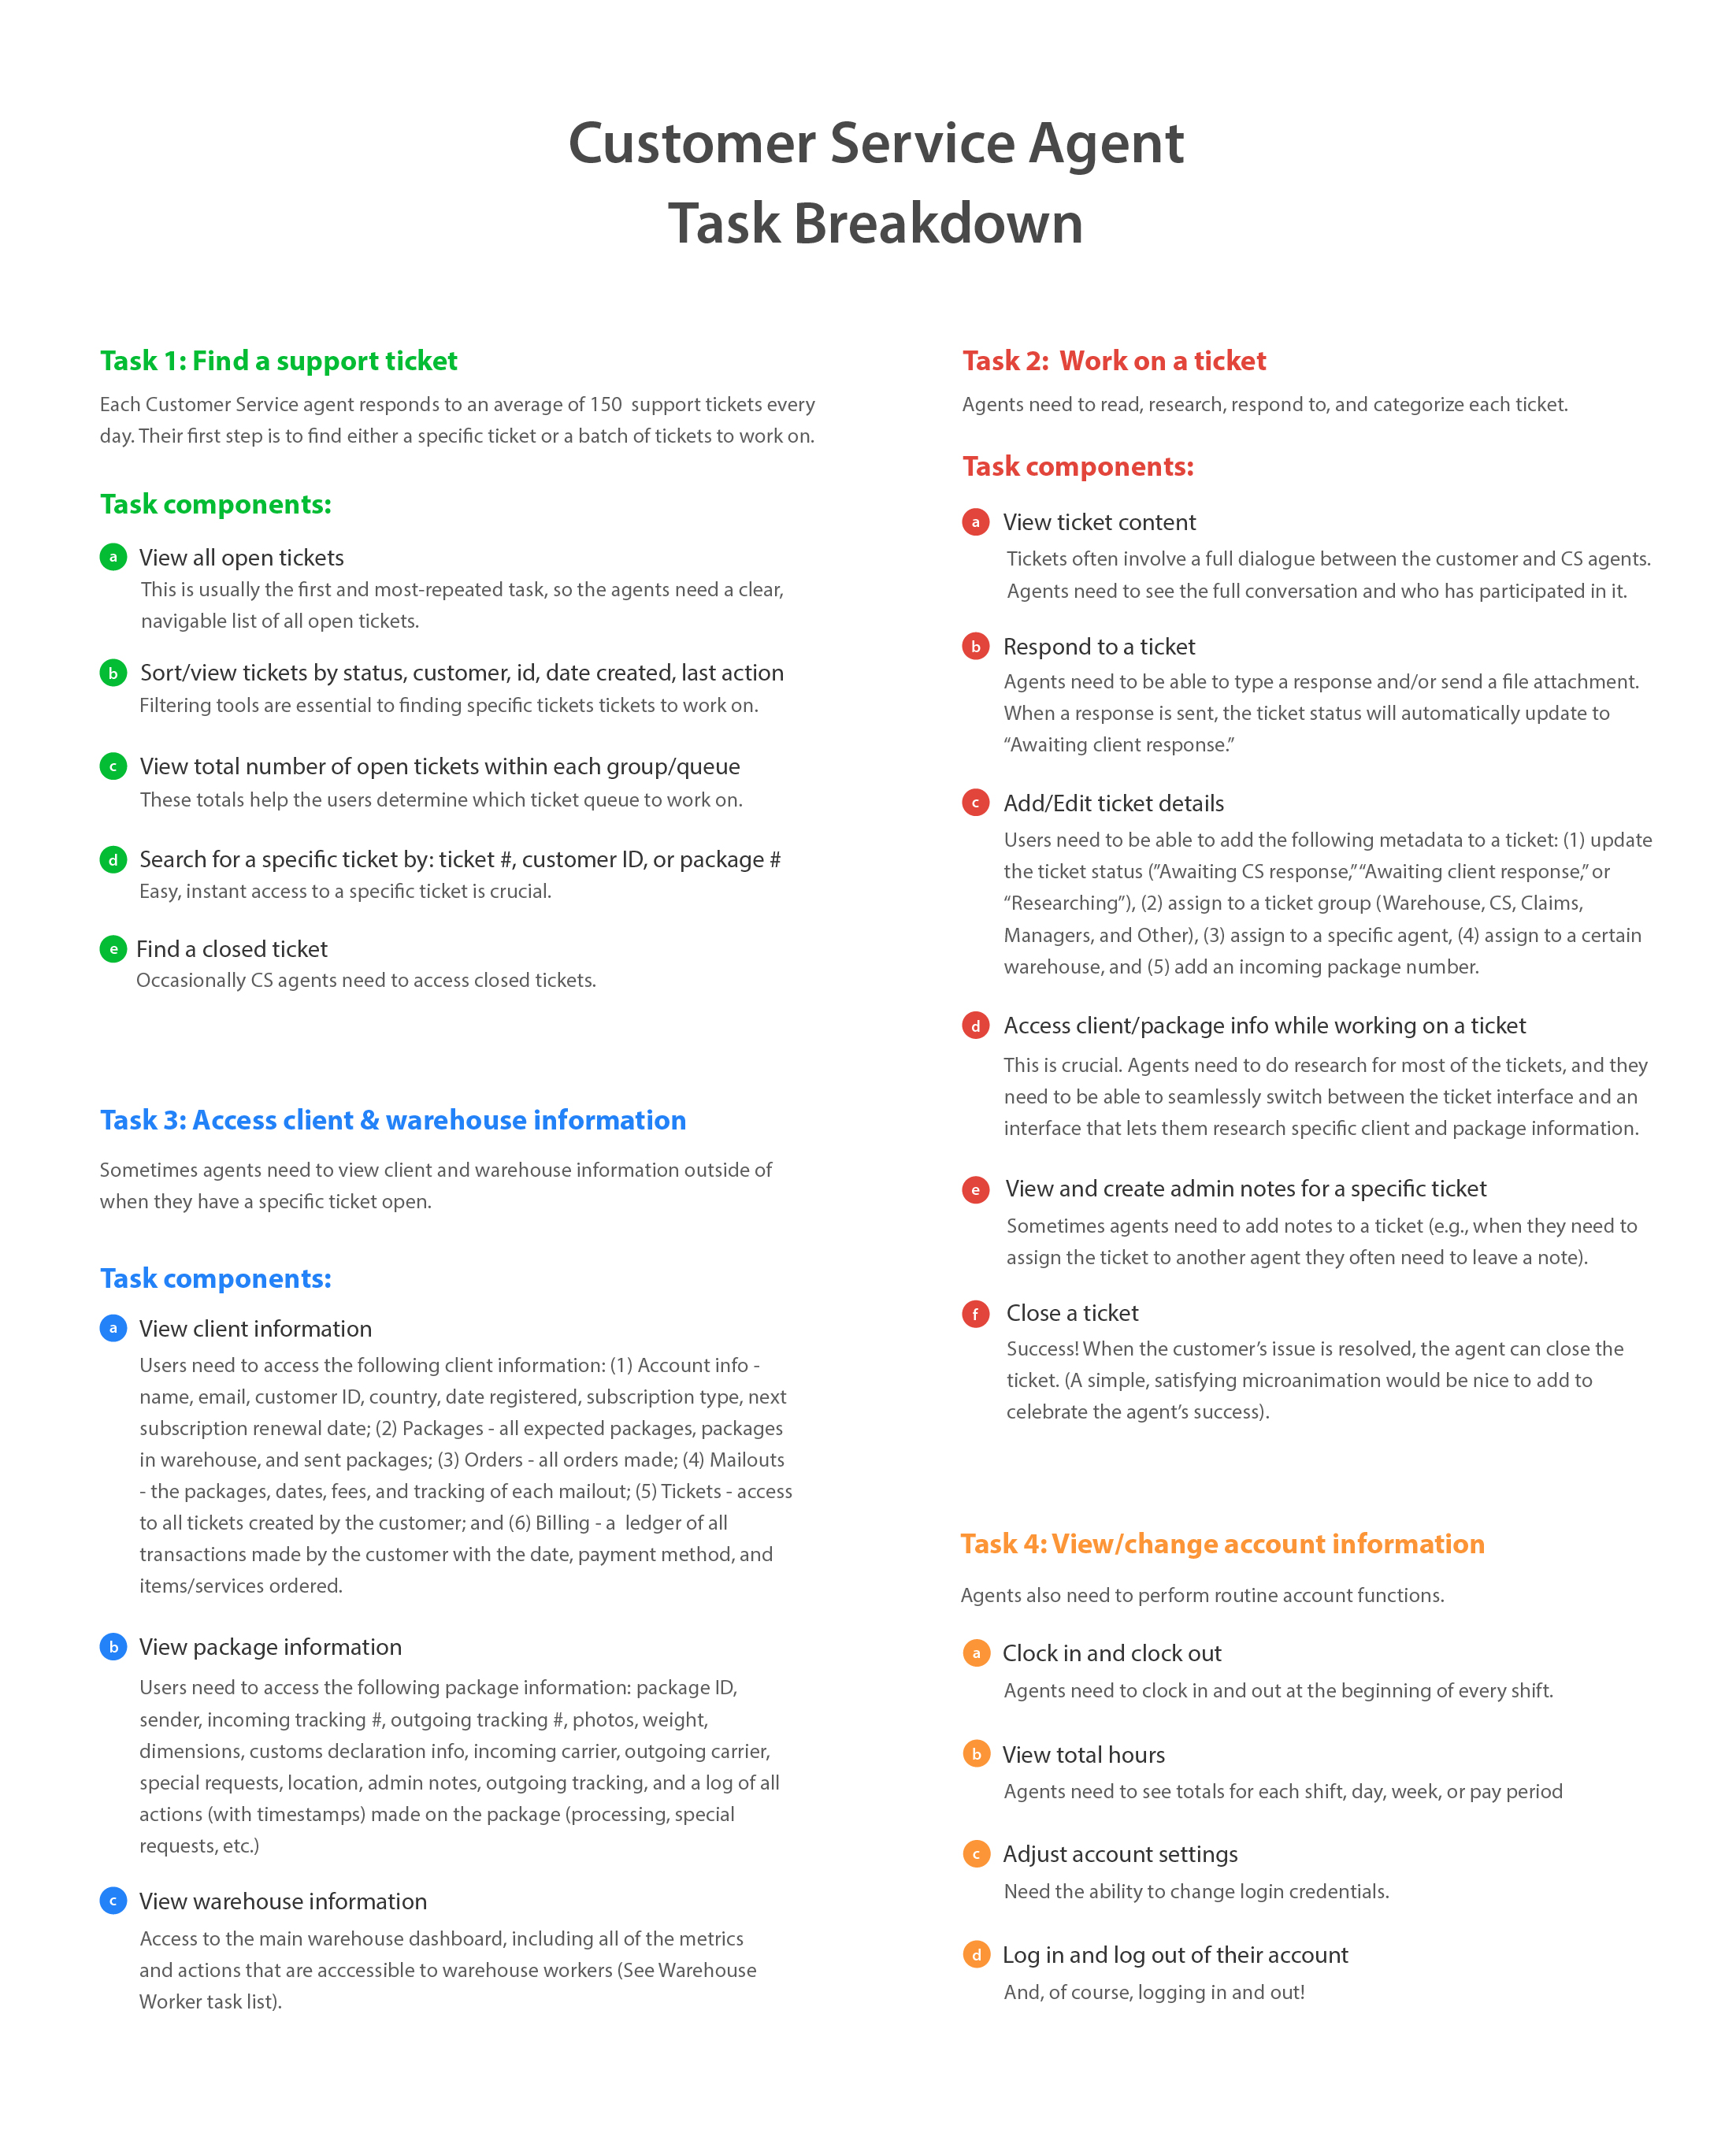 Customer Service Agent
Task Breakdown
Task 1: Find a support ticket
Each Customer Service agent responds to an average of 150 support tickets every
day. Their first step is to find either a specific ticket or a batch of tickets to work on.
Task components:
a View all open tickets
This is usually the first and most-repeated task, so the agents need a clear,
navigable list of all open tickets.
b Sort/view tickets by status, customer, id, date created, last action
Filtering tools are essential to finding specific tickets tickets to work on.
c View total number of open tickets within each group/queue
These totals help the users determine which ticket queue to work on.
d Search for a specific ticket by: ticket #, customer ID, or package #
Easy, instant access to a specific ticket is crucial.
e Find a closed ticket
Occasionally CS agents need to access closed tickets.
Task 2: Work on a ticket
Agents need to read, research, respond to, and categorize each ticket.
Task components:
a View ticket content
Tickets often involve a full dialogue between the customer and CS agents.
Agents need to see the full conversation and who has participated in it.
b Respond to a ticket
Agents need to be able to type a response and/or send a file attachment.
When a response is sent, the ticket status will automatically update to
“Awaiting client response.”
c Add/Edit ticket details
Users need to be able to add the following metadata to a ticket: (1) update
the ticket status (”Awaiting CS response,” “Awaiting client response,” or
“Researching”), (2) assign to a ticket group (Warehouse, CS, Claims,
Managers, and Other), (3) assign to a specific agent, (4) assign to a certain
warehouse, and (5) add an incoming package number.
d Access client/package info while working on a ticket
This is crucial. Agents need to do research for most of the tickets, and they
need to be able to seamlessly switch between the ticket interface and an
interface that lets them research specific client and package information.
e View and create admin notes for a specific ticket
Sometimes agents need to add notes to a ticket (e.g., when they need to
assign the ticket to another agent they often need to leave a note).
f Close a ticket
Success! When the customer’s issue is resolved, the agent can close the
ticket. (A simple, satisfying microanimation would be nice to add to
celebrate the agent’s success).
Task 3: Access client & warehouse information
Sometimes agents need to view client and warehouse information outside of
when they have a specific ticket open.
Task components:
a View client information
Users need to access the following client information: (1) Account info -
name, email, customer ID, country, date registered, subscription type, next
subscription renewal date; (2) Packages - all expected packages, packages
in warehouse, and sent packages; (3) Orders - all orders made; (4) Mailouts
- the packages, dates, fees, and tracking of each mailout; (5) Tickets - access
to all tickets created by the customer; and (6) Billing - a ledger of all
transactions made by the customer with the date, payment method, and
items/services ordered.
b View package information
Users need to access the following package information: package ID,
sender, incoming tracking #, outgoing tracking #, photos, weight,
dimensions, customs declaration info, incoming carrier, outgoing carrier,
special requests, location, admin notes, outgoing tracking, and a log of all
actions (with timestamps) made on the package (processing, special
requests, etc.)
c View warehouse information
Access to the main warehouse dashboard, including all of the metrics
and actions that are acccessible to warehouse workers (See Warehouse
Worker task list).
Task 4: View/change account information
Agents also need to perform routine account functions.
a Clock in and clock out
Agents need to clock in and out at the beginning of every shift.
b View total hours
Agents need to see totals for each shift, day, week, or pay period
c Adjust account settings
Need the ability to change login credentials.
d Log in and log out of their account
And, of course, logging in and out!